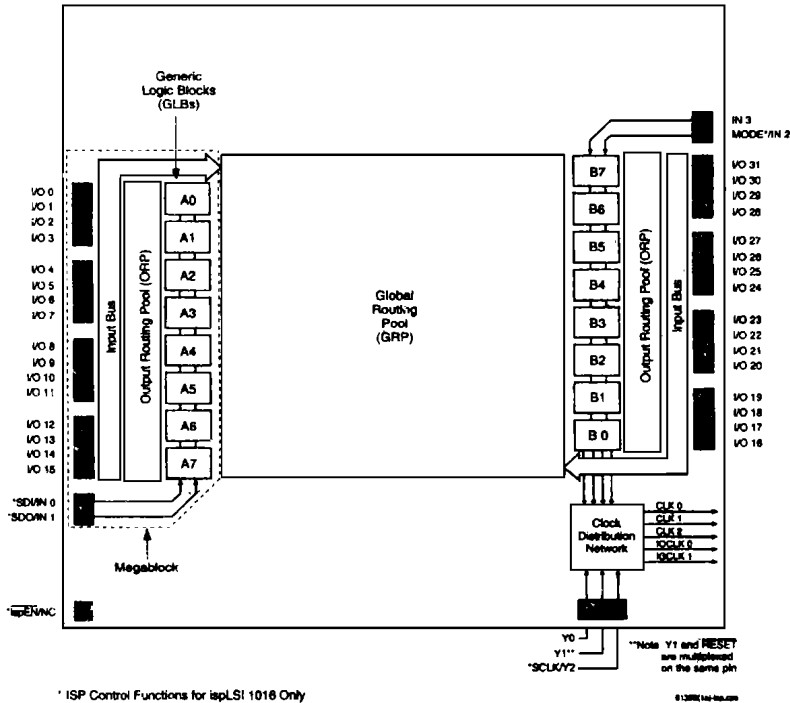 Generic
Logic Blocks
(GLBs)
IN 3
MODE*/IN 2
I/O 0
I/O 1
I/O 2
I/O 3
I/O 4
I/O 5
I/O 6
I/O 7
I/O 8
I/O 9
I/O 10
I/O 11
I/O 12
I/O 13
I/O 14
I/O 15
*SDI/IN 0
*SDO/IN 1
Input Bus
Output Routing Pool (ORP)
A0
A1
A2
A3
A4
A5
A6
A7
Megablock
Global
Routing
Pool
(GRP)
B7
B6
B5
B4
B3
B2
B1
B 0
Output Routing Pool (ORP)
Input Bus
I/O 31
I/O 30
I/O 29
I/O 28
I/O 27
I/O 26
I/O 25
I/O 24
I/O 23
I/O 22
I/O 21
I/O 20
I/O 19
I/O 18
I/O 17
I/O 16
Clock
Distribution
Network
CLK 0
CLK 1
CLK 2
IOCLK 0
IOCLK 1
*ispEN/NC
Y0
Y1**
*SCLK/Y2
**Note Y1 and RESET
are multiplexed
on the same pin
* ISP Control Functions for ispLSI 1016 Only